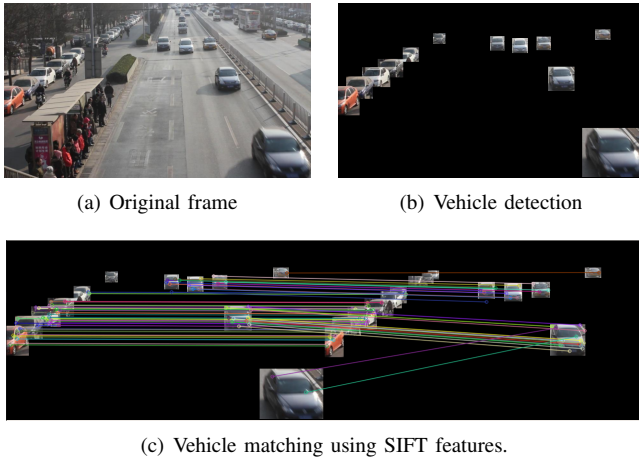 (a) Original frame
(b) Vehicle detection
(c) Vehicle matching using SIFT features.